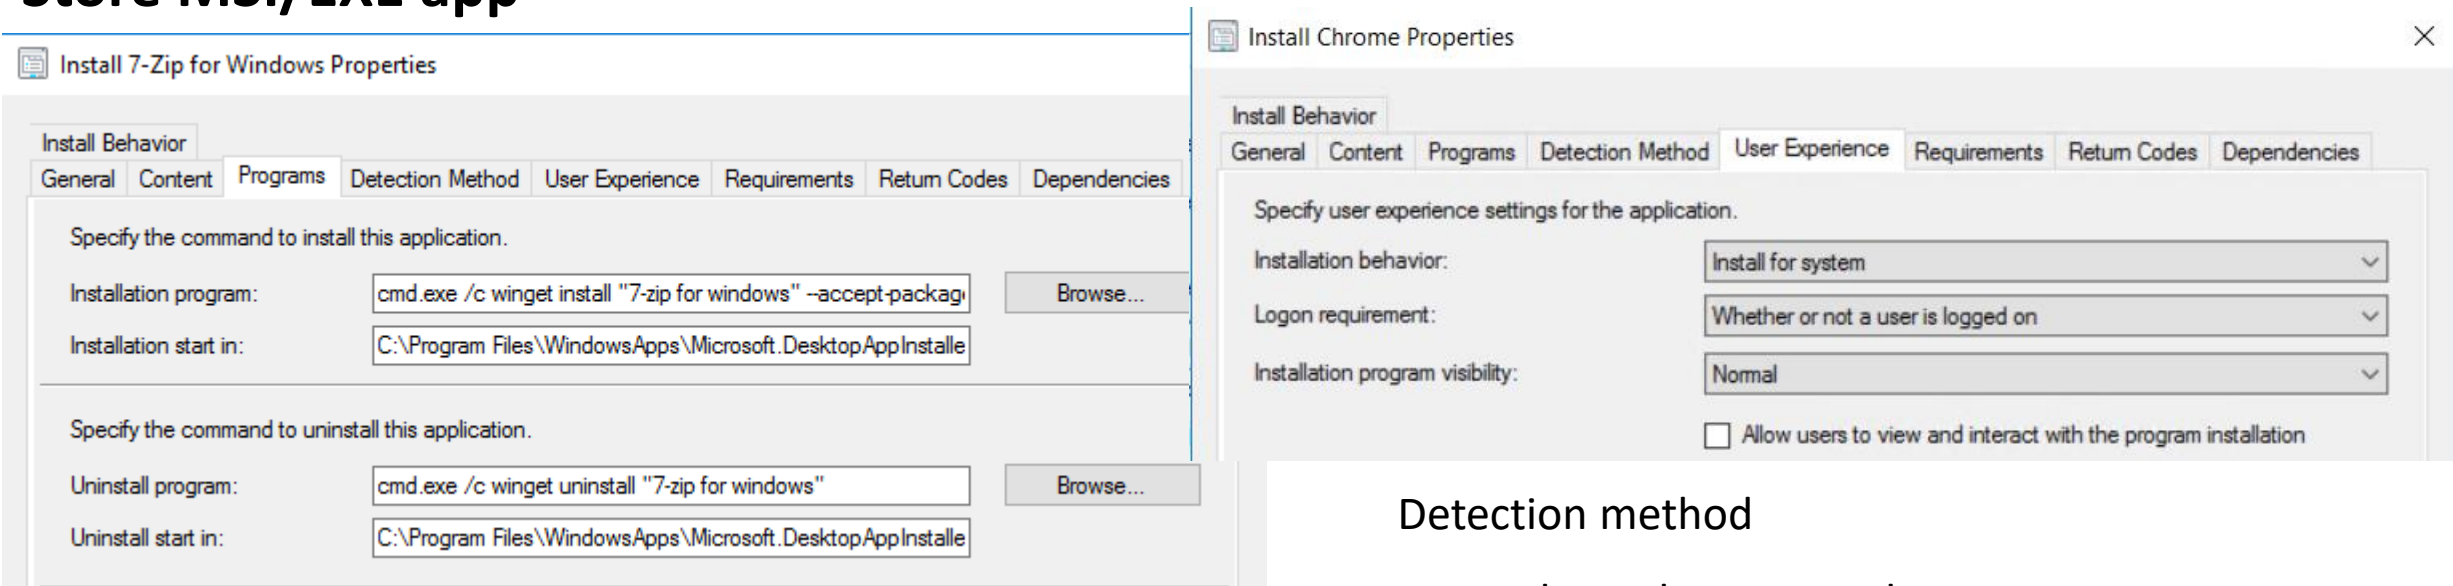 Store MSI/EXE app
Install 7-Zip for Windows Properties
Install Behavior
General Content Programs Detection Method User Experience Requirements Return Codes Dependencies
Specify the command to install this application.
Installation program: cmd.exe /c winget install "7-zip for windows" --accept-packag Browse...
Installation start in: C:\Program Files\WindowsApps\Microsoft.DesktopAppInstalle
Specify the command to uninstall this application.
Uninstall program: cmd.exe /c winget uninstall "7-zip for windows" Browse...
Uninstall start in: C:\Program Files\WindowsApps\Microsoft.DesktopAppInstalle
Install Chrome Properties
Install Behavior
General Content Programs Detection Method User Experience Requirements Return Codes Dependencies
Specify user experience settings for the application.
Installation behavior: Install for system
Logon requirement: Whether or not a user is logged on
Installation program visibility: Normal
Allow users to view and interact with the program installation
Detection method